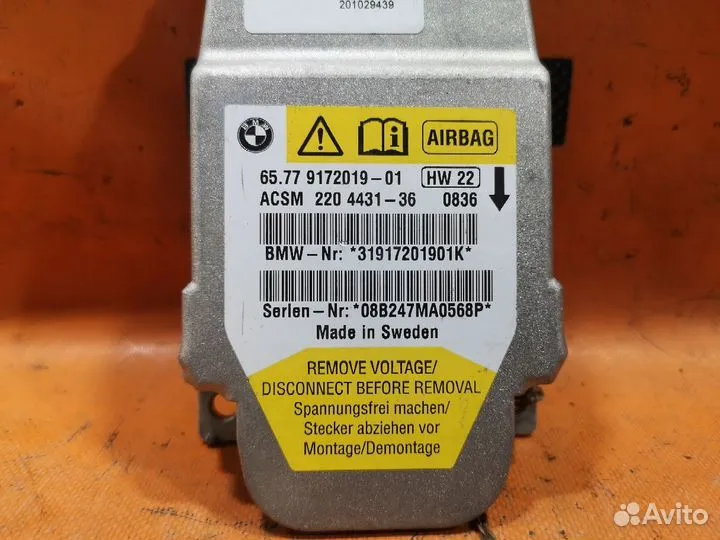 201029439
BMW
AIRBAG
65.77 9172019-01 HW 22
ACSM 220 4431-36 0836
BMW-Nr: *31917201901K*
Serien-Nr: *08B247MA0568P*
Made in Sweden
REMOVE VOLTAGE/
DISCONNECT BEFORE REMOVAL
Spannungsfrei machen/
Stecker abziehen vor
Montage/Demontage
Avito